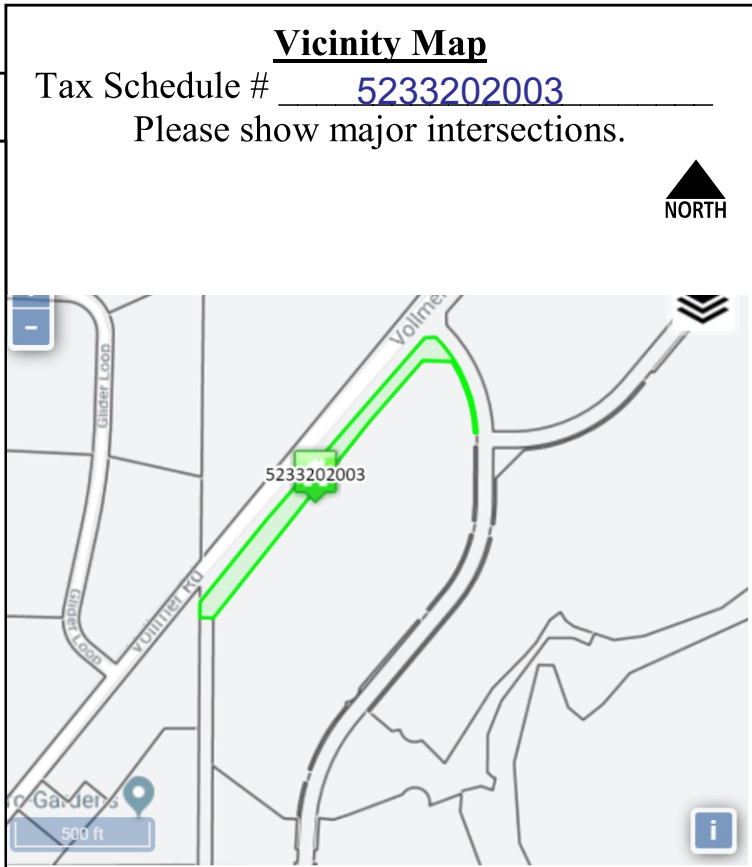 Vicinity Map
Tax Schedule # 5233202003
Please show major intersections.
NORTH
-
Glider Loop
5233202003
Vollmer Rd
Glider Loop
500 ft
i